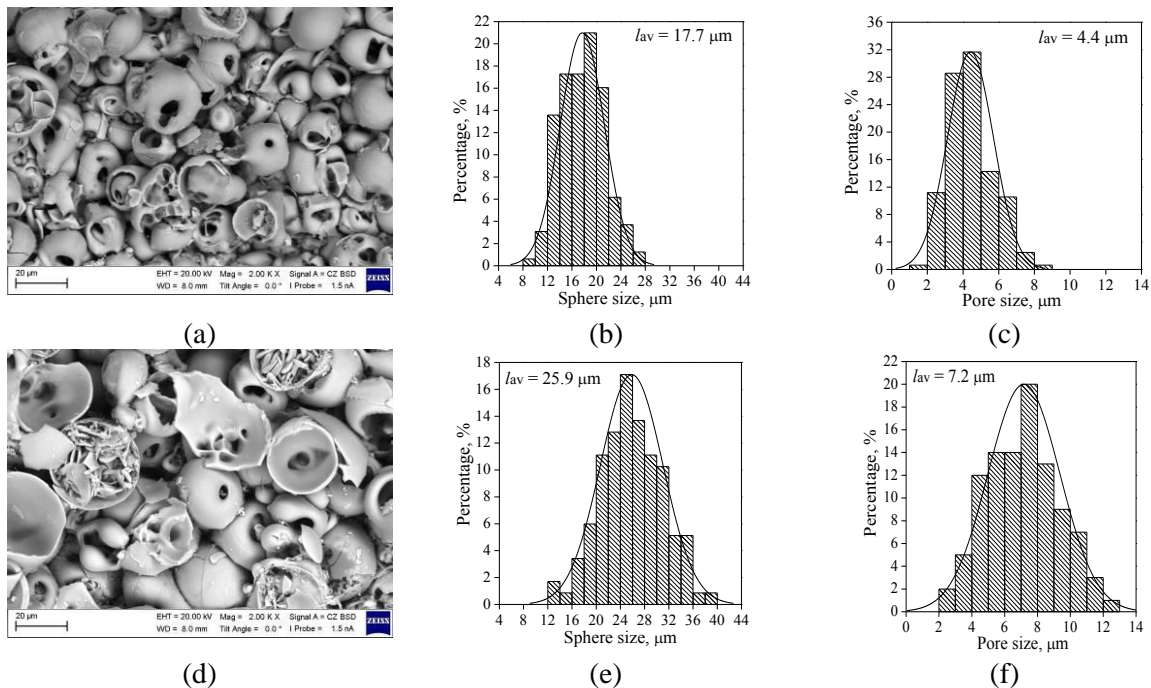 20 µm
EHT = 20.00 kV Mag = 2.00 K X Signal A = CZ BSD
WD = 8.0 mm Tilt Angle = 0.0 ° I Probe = 1.5 nA
ZEISS
(a)
Percentage, %
22
20
18
16
14
12
10
8
6
4
2
0
lav = 17.7 µm
4 8 12 16 20 24 28 32 36 40 44
Sphere size, µm
(b)
Percentage, %
36
32
28
24
20
16
12
8
4
0
lav = 4.4 µm
0 2 4 6 8 10 12 14
Pore size, µm
(c)
20 µm
EHT = 20.00 kV Mag = 2.00 K X Signal A = CZ BSD
WD = 8.0 mm Tilt Angle = 0.0 ° I Probe = 1.5 nA
ZEISS
(d)
Percentage, %
18
16
14
12
10
8
6
4
2
0
lav = 25.9 µm
4 8 12 16 20 24 28 32 36 40 44
Sphere size, µm
(e)
Percentage, %
22
20
18
16
14
12
10
8
6
4
2
0
lav = 7.2 µm
0 2 4 6 8 10 12 14
Pore size, µm
(f)